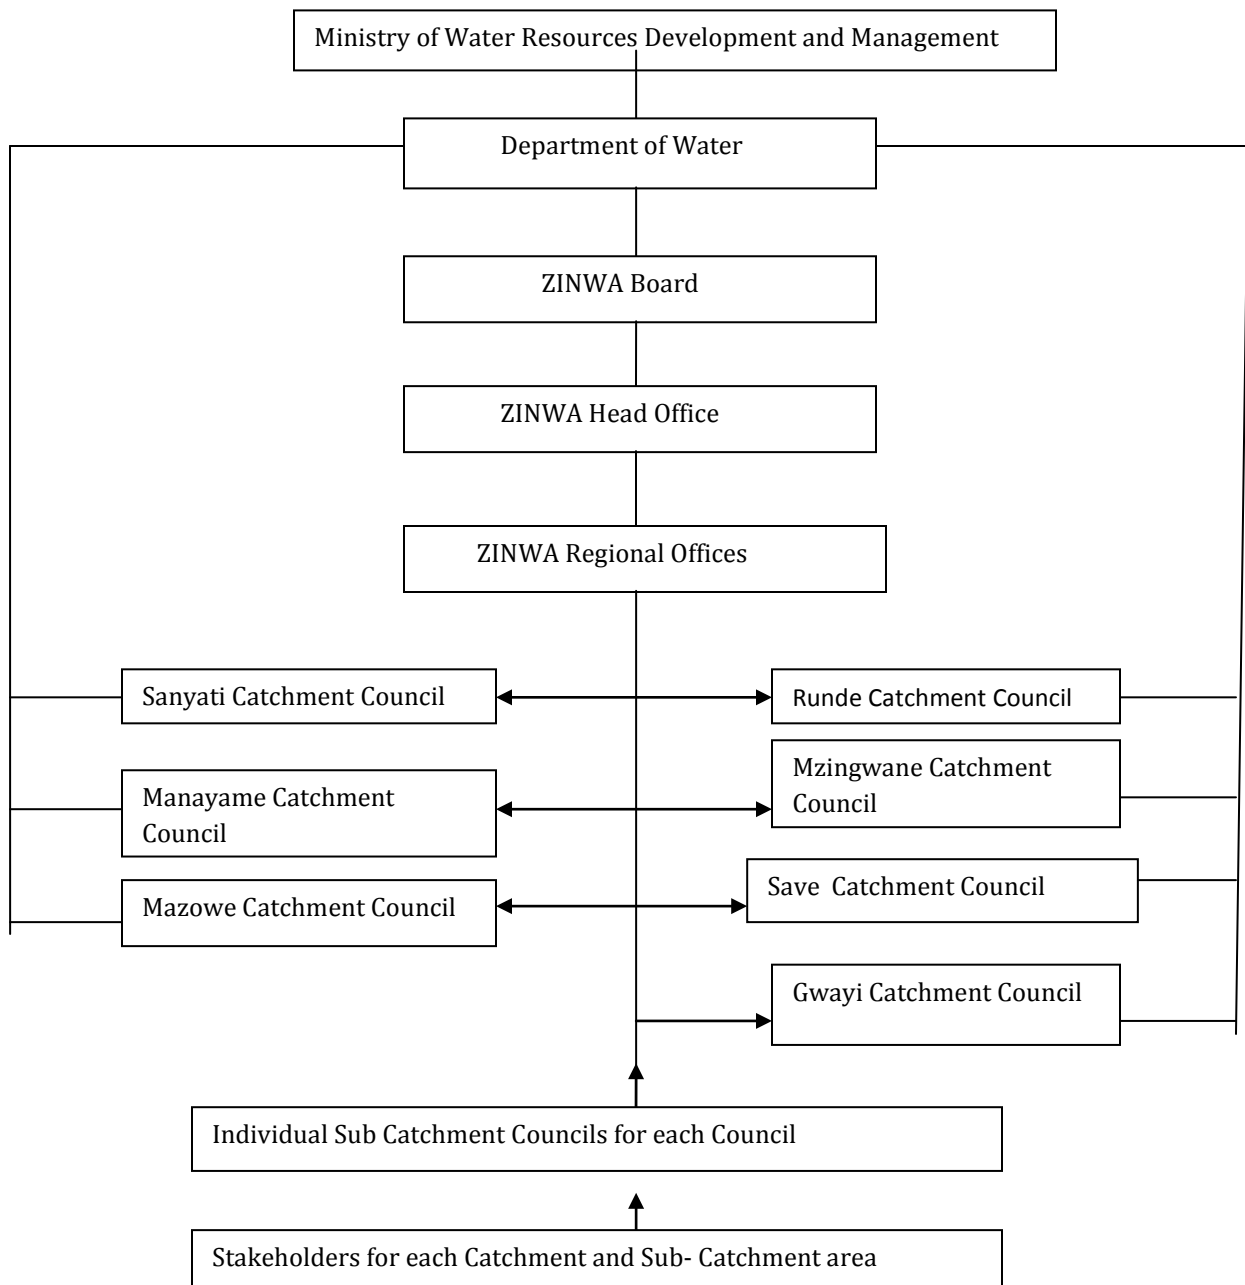 Ministry of Water Resources Development and Management
Department of Water
ZINWA Board
ZINWA Head Office
ZINWA Regional Offices
Sanyati Catchment Council
Runde Catchment Council
Manayame Catchment
Council
Mzingwane Catchment
Council
Mazowe Catchment Council
Save  Catchment Council
Gwayi Catchment Council
Individual Sub Catchment Councils for each Council
Stakeholders for each Catchment and Sub- Catchment area